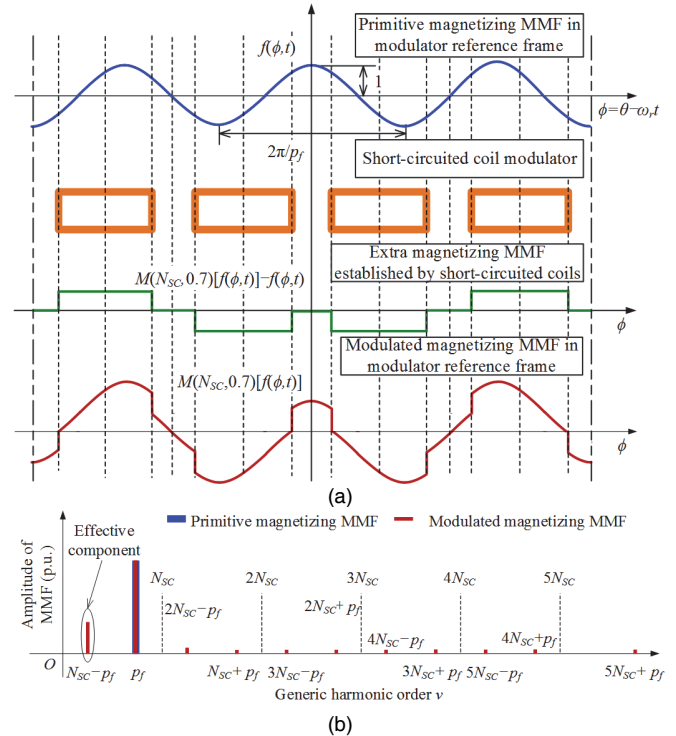 f(ϕ,t)
Primitive magnetizing MMF in
modulator reference frame
1
ϕ=θ−ωᵣt
2π/p_f
Short-circuited coil modulator
Extra magnetizing MMF
established by short-circuited coils
M(N_SC,0.7)[f(ϕ,t)]−f(ϕ,t)
ϕ
Modulated magnetizing MMF in
modulator reference frame
M(N_SC,0.7)[f(ϕ,t)]
ϕ
(a)
Amplitude of
MMF (p.u.)
Effective
component
Primitive magnetizing MMF
Modulated magnetizing MMF
N_SC
2N_SC
3N_SC
4N_SC
5N_SC
2N_SC−p_f
2N_SC+p_f
4N_SC−p_f
4N_SC+p_f
O
N_SC−p_f
p_f
N_SC+p_f
3N_SC−p_f
3N_SC+p_f
5N_SC−p_f
5N_SC+p_f
Generic harmonic order ν
(b)